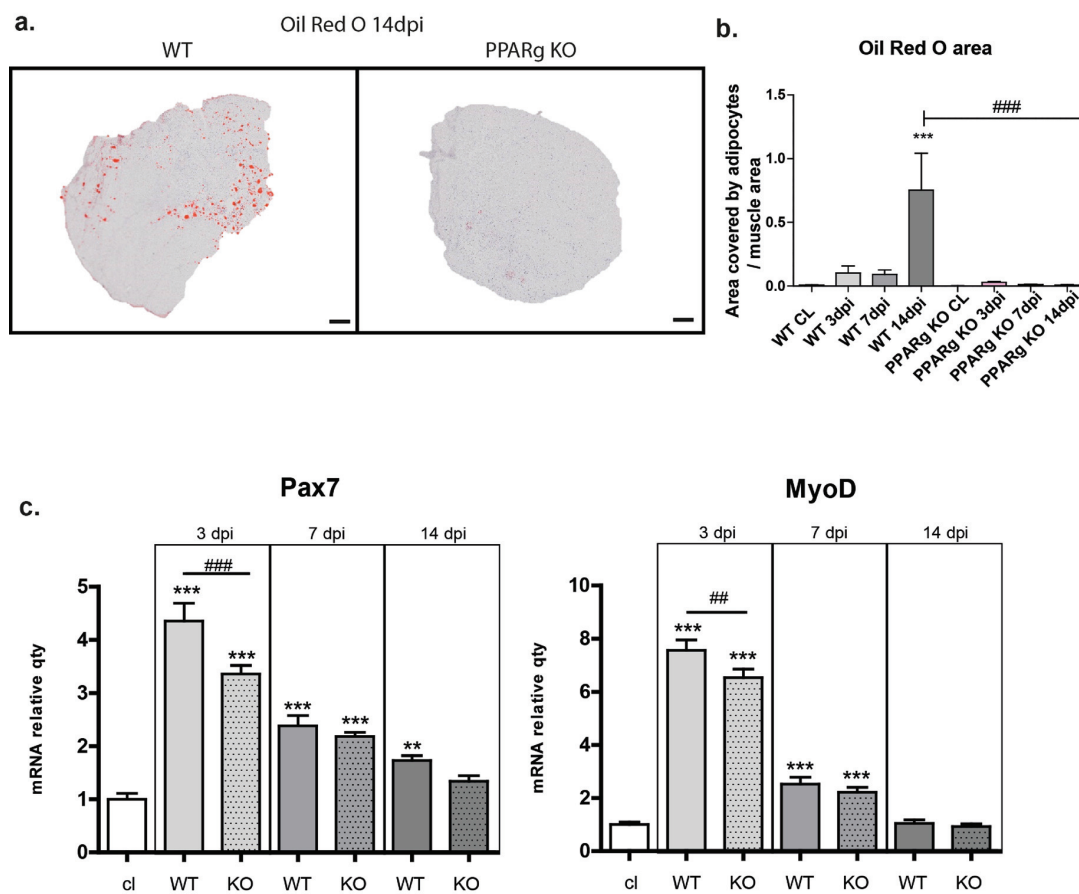 a.
Oil Red O 14dpi
WT
PPARg KO
b.
Oil Red O area
Area covered by adipocytes
/ muscle area
1.5
1.0
0.5
0.0
***
###
WT CL
WT 3dpi
WT 7dpi
WT 14dpi
PPARg KO CL
PPARg KO 3dpi
PPARg KO 7dpi
PPARg KO 14dpi
c.
Pax7
3 dpi
7 dpi
14 dpi
mRNA relative qty
5
4
3
2
1
0
###
***
***
***
***
**
cl
WT
KO
WT
KO
WT
KO
MyoD
3 dpi
7 dpi
14 dpi
mRNA relative qty
10
8
6
4
2
0
##
***
***
***
***
cl
WT
KO
WT
KO
WT
KO